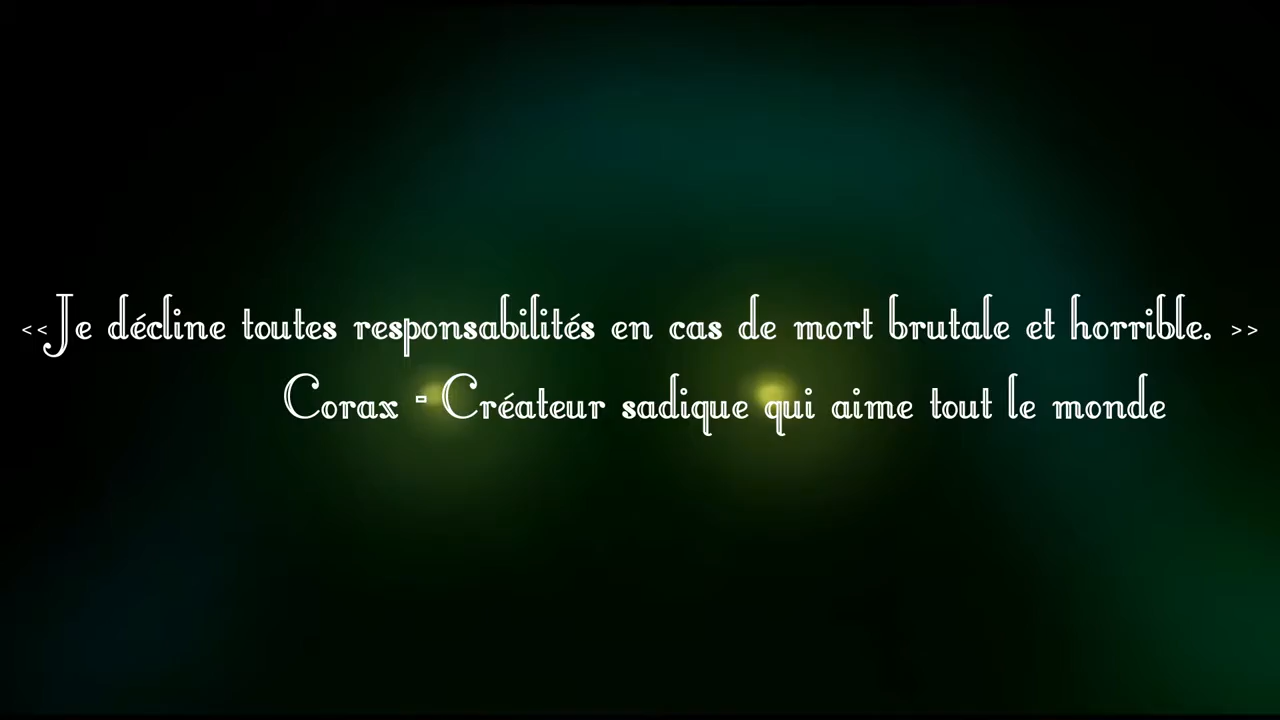 <<Je décline toutes responsabilités en cas de mort brutale et horrible. >>
Corax - Créateur sadique qui aime tout le monde